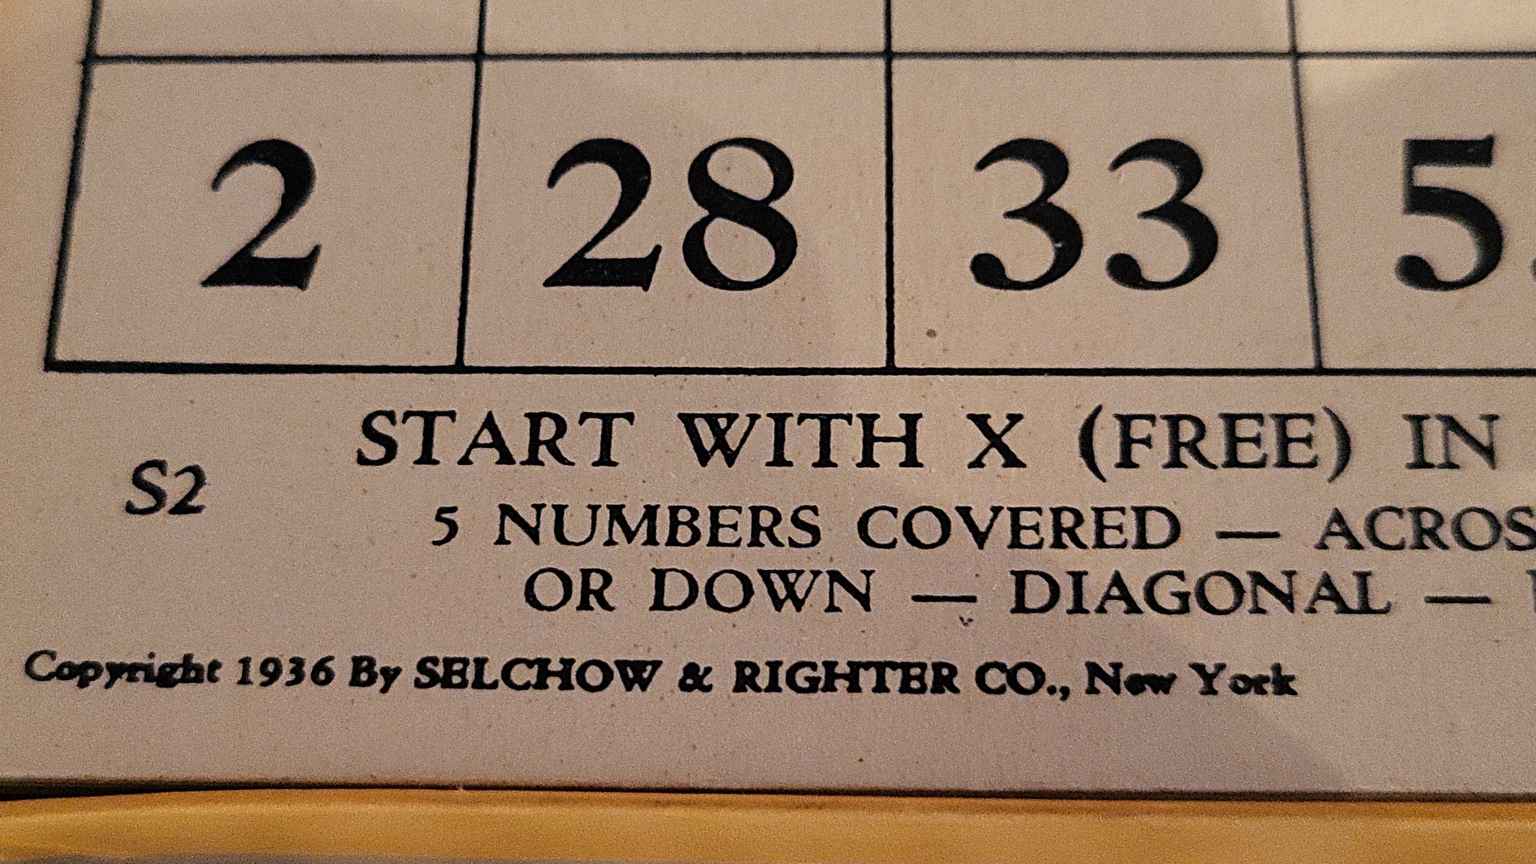 2 28 33 5
START WITH X (FREE) IN
S2
5 NUMBERS COVERED — ACROS
OR DOWN — DIAGONAL —
Copyright 1936 By SELCHOW & RIGHTER CO., New York